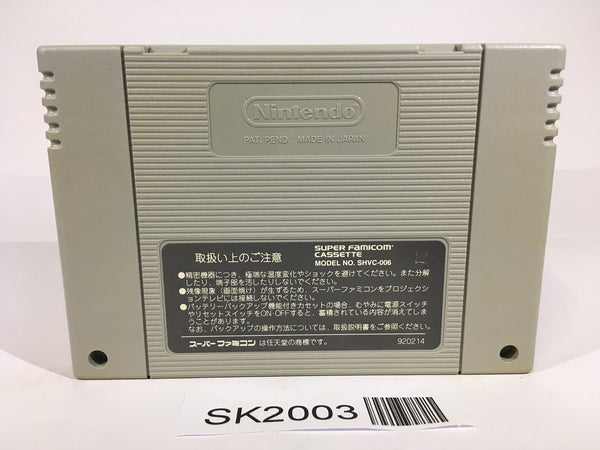 Nintendo
PAT. PEND. MADE IN JAPAN
取扱い上のご注意
SUPER FAMICOM
CASSETTE
MODEL NO. SHVC-006
●精密機器につき、極端な温度変化やショックを避けてください。また分解
したり、端子部を汚したりしないでください。
●残像現象(画面焼け)が生ずるため、スーパーファミコンをプロジェクシ
ョンテレビには接続しないでください。
●バッテリーバックアップ機能付きカセットの場合、むやみに電源スイッチ
やリセットスイッチをON・OFFすると、蓄積されている内容が消えてしま
うことがあります。
なお、バックアップの操作方法については、取扱説明書をご参照ください。
スーパーファミコン は任天堂の商標です。
920214
SK2003